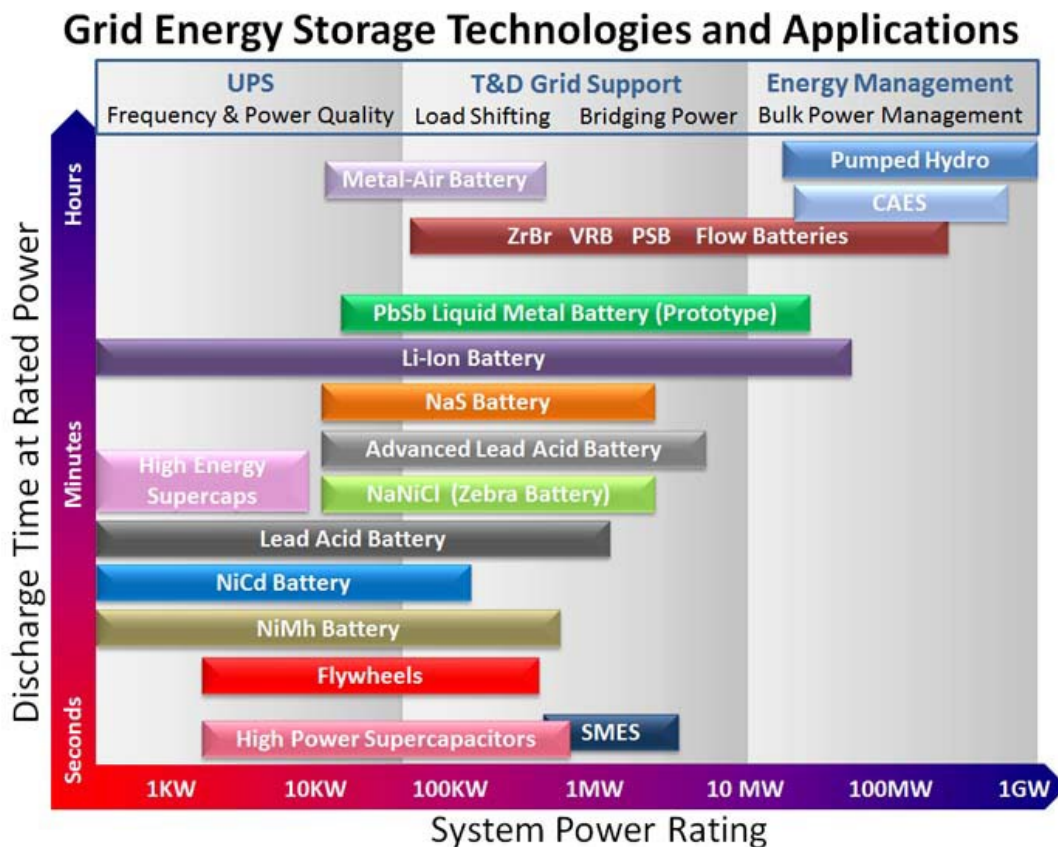 Grid Energy Storage Technologies and Applications
UPS
Frequency & Power Quality
T&D Grid Support
Load Shifting Bridging Power
Energy Management
Bulk Power Management
Discharge Time at Rated Power
Hours
Minutes
Seconds
Pumped Hydro
Metal-Air Battery
CAES
ZrBr VRB PSB Flow Batteries
PbSb Liquid Metal Battery (Prototype)
Li-Ion Battery
NaS Battery
Advanced Lead Acid Battery
High Energy
Supercaps
NaNiCl (Zebra Battery)
Lead Acid Battery
NiCd Battery
NiMh Battery
Flywheels
High Power Supercapacitors
SMES
1KW 10KW 100KW 1MW 10 MW 100MW 1GW
System Power Rating